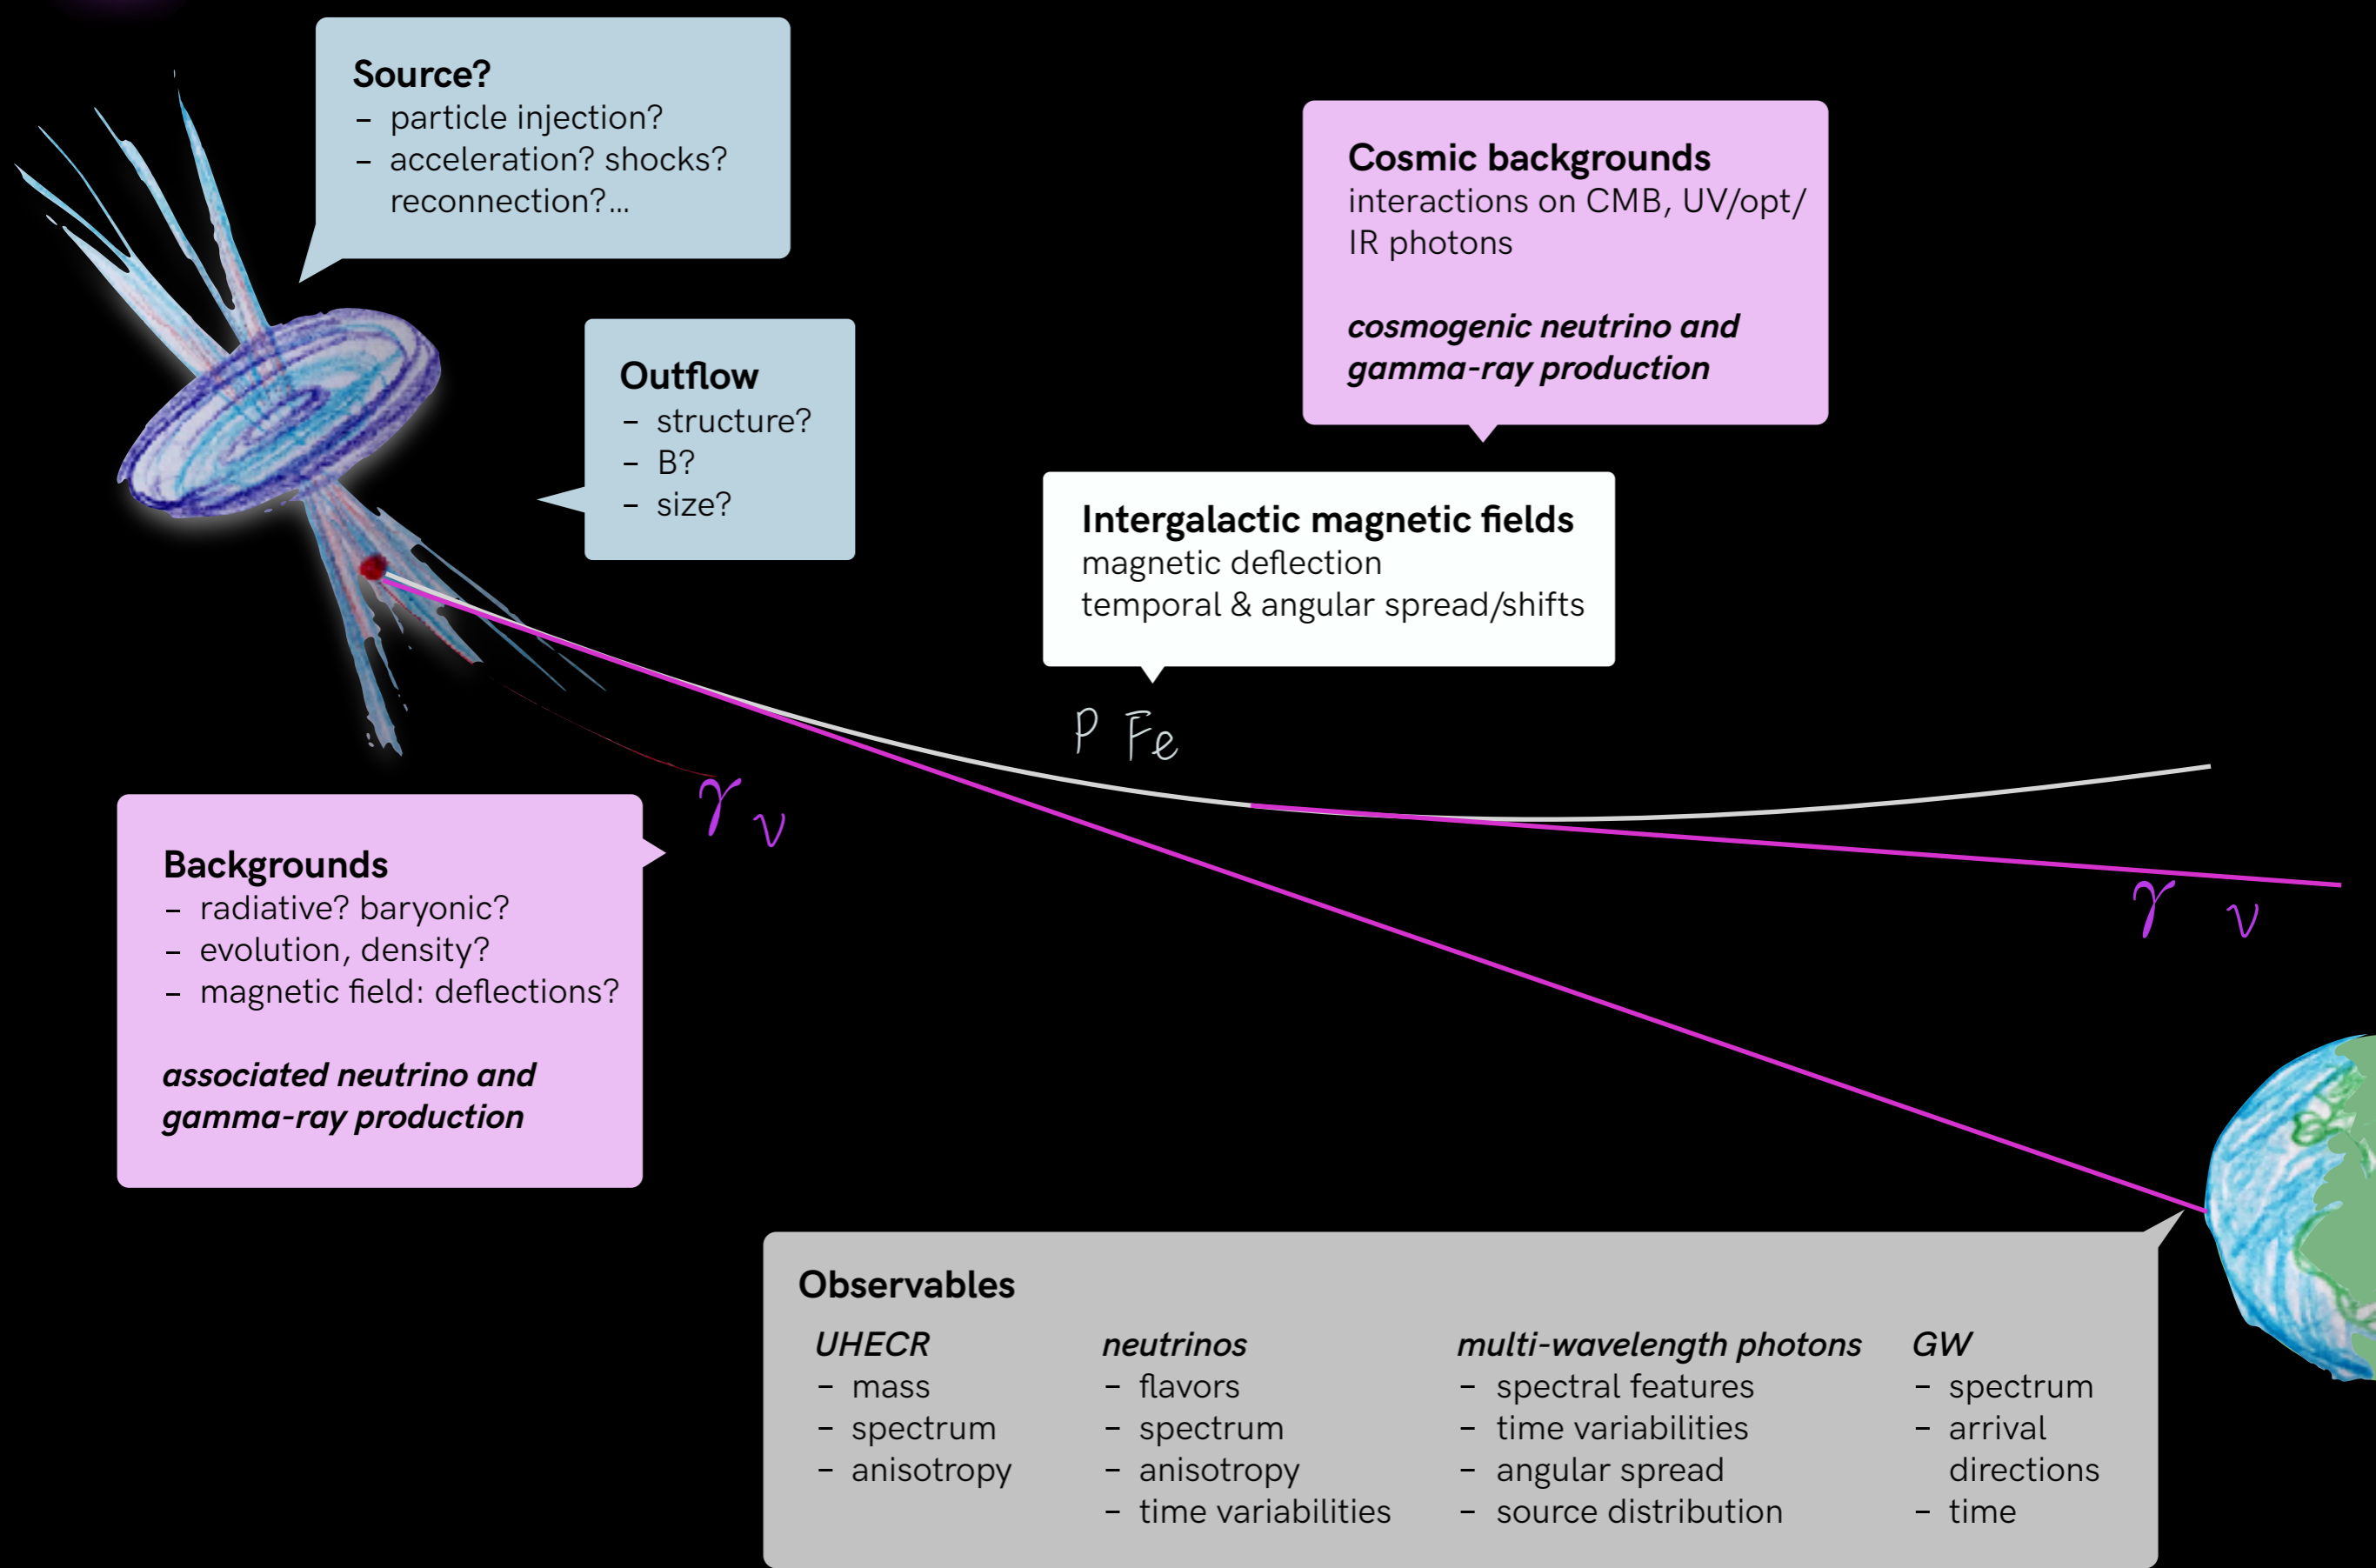 Source?
– particle injection?
– acceleration? shocks?
reconnection?...
Outflow
– structure?
– B?
– size?
Cosmic backgrounds
interactions on CMB, UV/opt/
IR photons
cosmogenic neutrino and
gamma-ray production
Intergalactic magnetic fields
magnetic deflection
temporal & angular spread/shifts
P Fe
γ ν
γ ν
Backgrounds
– radiative? baryonic?
– evolution, density?
– magnetic field: deflections?
associated neutrino and
gamma-ray production
Observables
UHECR
– mass
– spectrum
– anisotropy
neutrinos
– flavors
– spectrum
– anisotropy
– time variabilities
multi-wavelength photons
– spectral features
– time variabilities
– angular spread
– source distribution
GW
– spectrum
– arrival
directions
– time